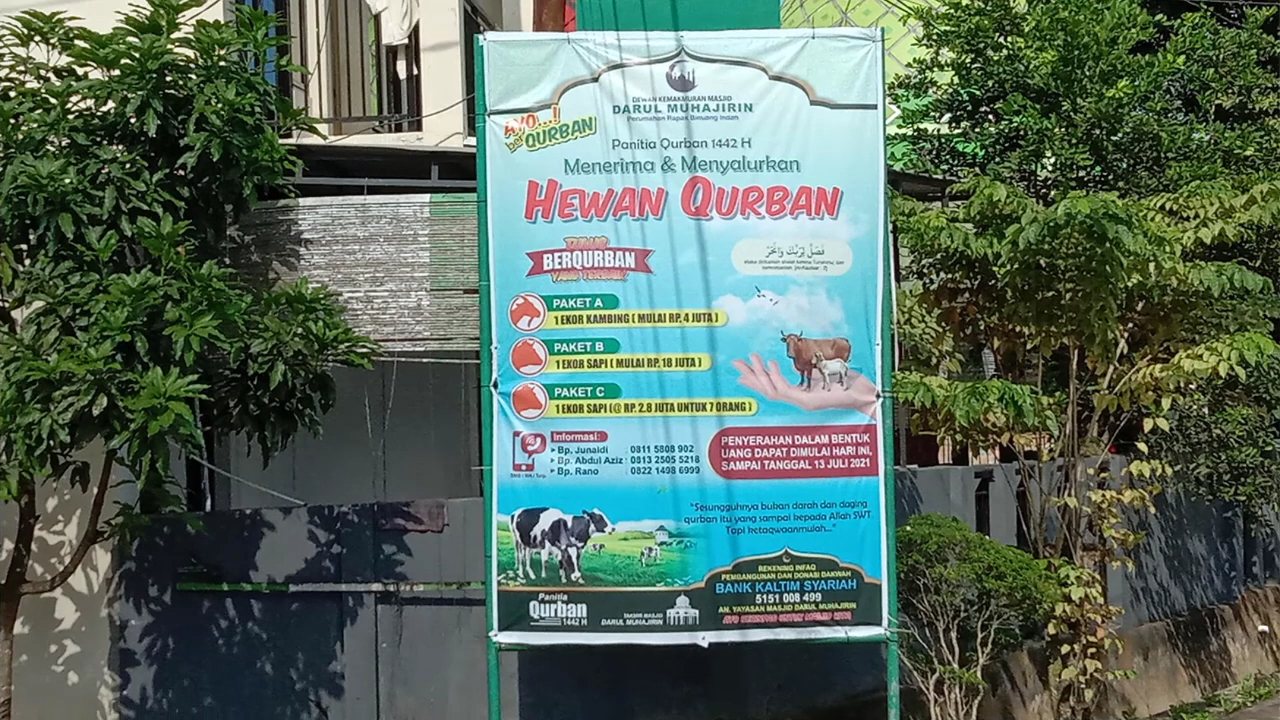 DEWAN KEMAKMURAN MASJID
DARUL MUHAJIRIN
Perumahan Rapak Binuang Indah
AYO...!
berQURBAN
Panitia Qurban 1442 H
Menerima & Menyalurkan
HEWAN QURBAN
BERQURBAN
YANG TERBAIK
فَصَلِّ لِرَبِّكَ وَانْحَرْ
PAKET A
1 EKOR KAMBING ( MULAI RP. 4 JUTA )
PAKET B
1 EKOR SAPI ( MULAI RP. 18 JUTA )
PAKET C
1 EKOR SAPI (@ RP. 2.8 JUTA UNTUK 7 ORANG )
Informasi:
Bp. Junaidi : 0811 5808 902
Bp. Abdul Aziz : 0813 2505 5218
Bp. Rano : 0822 1498 6999
PENYERAHAN DALAM BENTUK
UANG DAPAT DIMULAI HARI INI,
SAMPAI TANGGAL 13 JULI 2021
"Sesungguhnya bukan darah dan daging
qurban itu yang sampai kepada Allah SWT
Tapi ketaqwaanmulah..."
REKENING INFAQ
PEMBANGUNAN DAN DONASI DAKWAH
BANK KALTIM SYARIAH
5151 008 499
AN. YAYASAN MASJID DARUL MUHAJIRIN
Panitia
Qurban
1442 H
TAKMIR MASJID
DARUL MUHAJIRIN